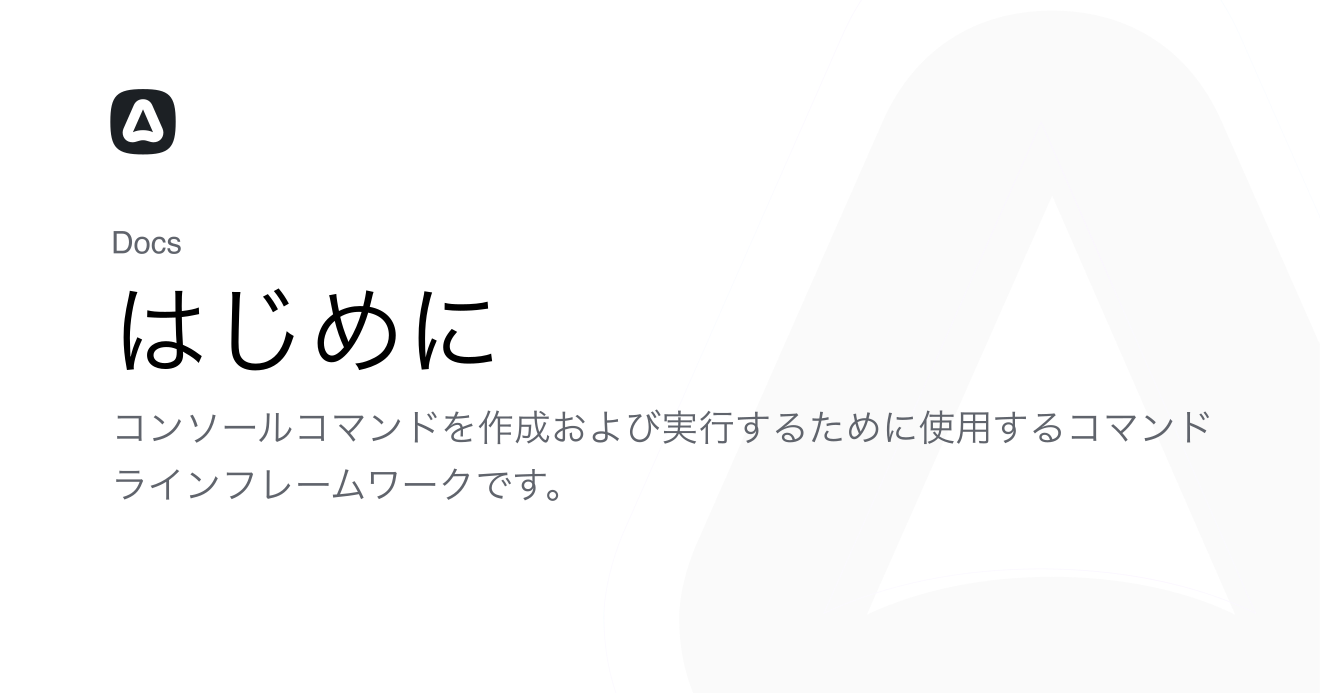 Docs
はじめに
コンソールコマンドを作成および実行するために使用するコマンド
ラインフレームワークです。